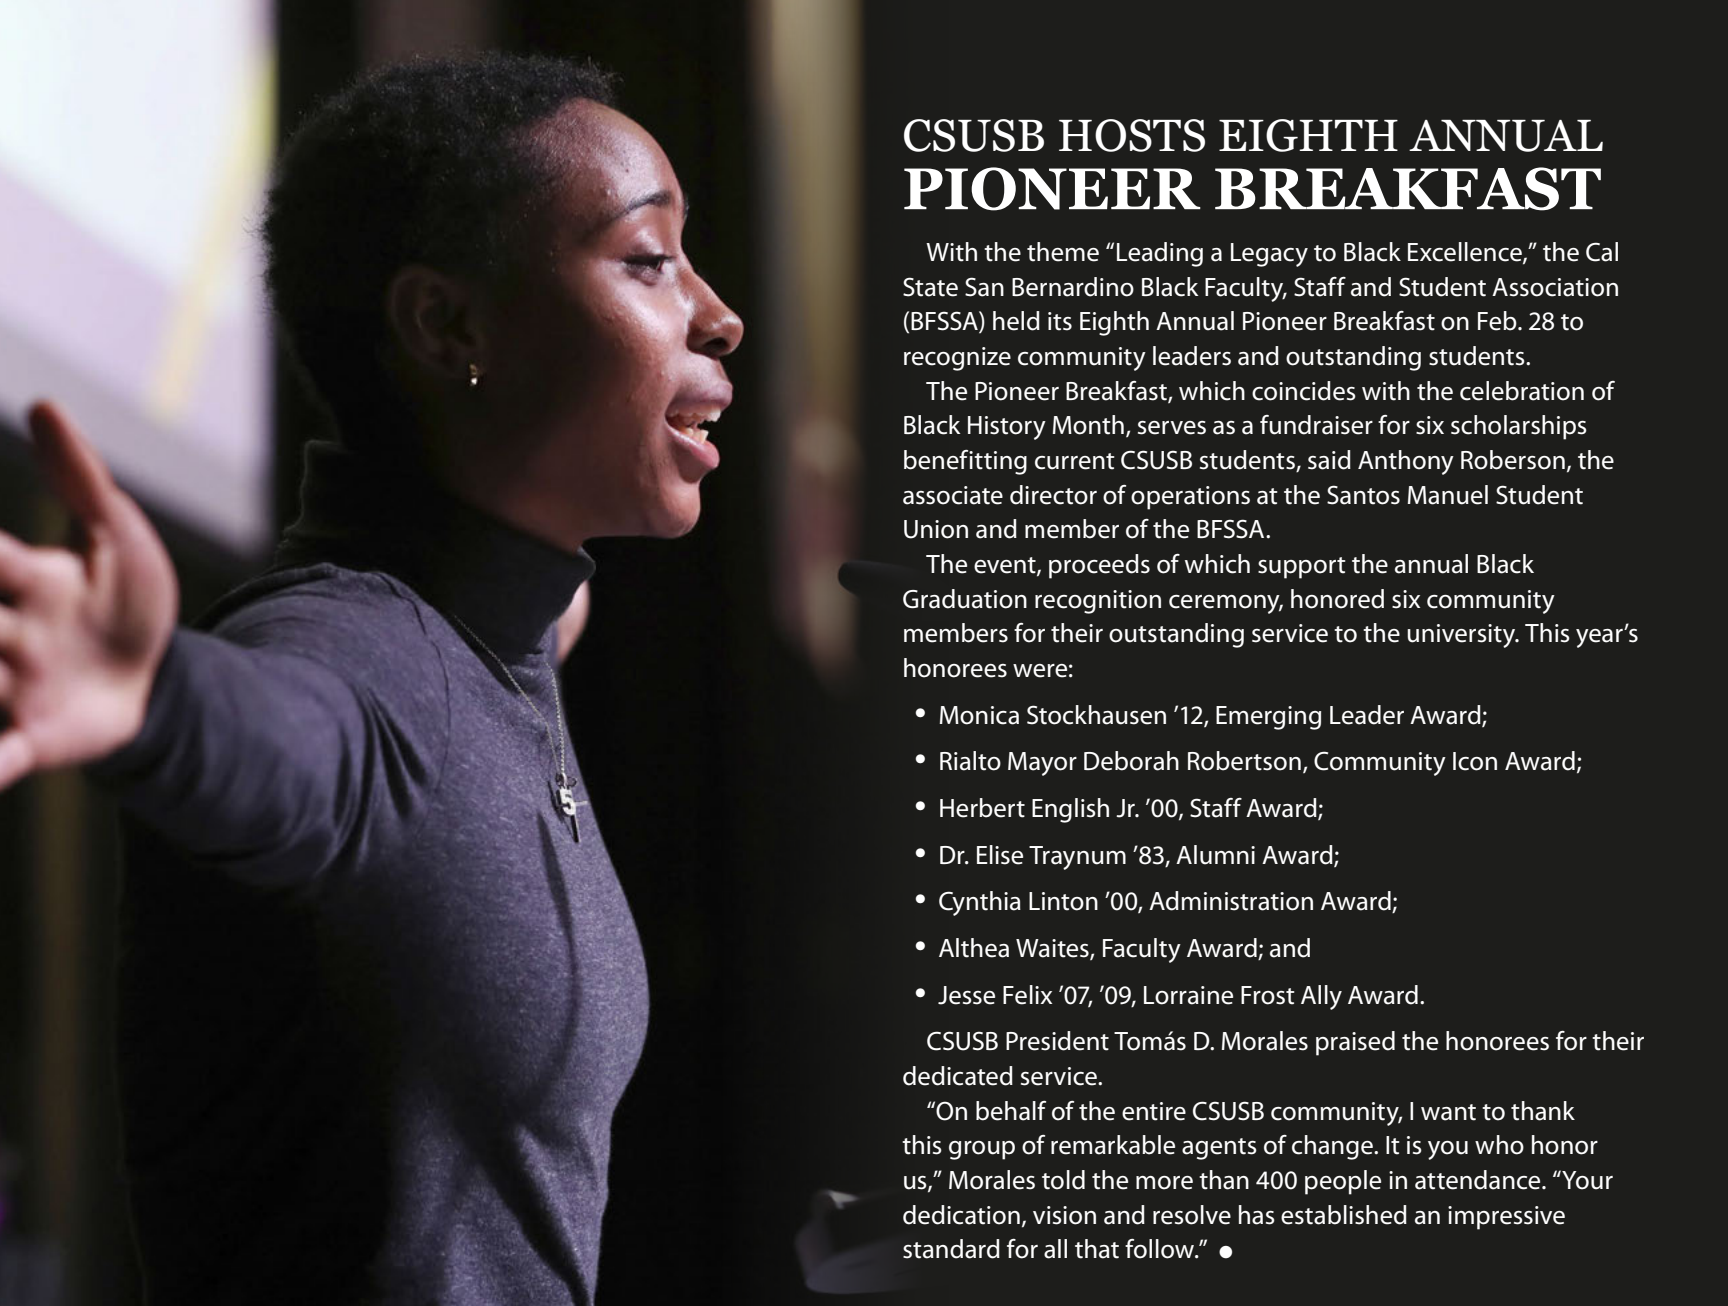 CSUSB HOSTS EIGHTH ANNUAL
PIONEER BREAKFAST
With the theme “Leading a Legacy to Black Excellence,” the Cal
State San Bernardino Black Faculty, Staff and Student Association
(BFSSA) held its Eighth Annual Pioneer Breakfast on Feb. 28 to
recognize community leaders and outstanding students.
The Pioneer Breakfast, which coincides with the celebration of
Black History Month, serves as a fundraiser for six scholarships
benefitting current CSUSB students, said Anthony Roberson, the
associate director of operations at the Santos Manuel Student
Union and member of the BFSSA.
The event, proceeds of which support the annual Black
Graduation recognition ceremony, honored six community
members for their outstanding service to the university. This year’s
honorees were:
• Monica Stockhausen ’12, Emerging Leader Award;
• Rialto Mayor Deborah Robertson, Community Icon Award;
• Herbert English Jr. ’00, Staff Award;
• Dr. Elise Traynum ’83, Alumni Award;
• Cynthia Linton ’00, Administration Award;
• Althea Waites, Faculty Award; and
• Jesse Felix ’07, ’09, Lorraine Frost Ally Award.
CSUSB President Tomás D. Morales praised the honorees for their
dedicated service.
“On behalf of the entire CSUSB community, I want to thank
this group of remarkable agents of change. It is you who honor
us,” Morales told the more than 400 people in attendance. “Your
dedication, vision and resolve has established an impressive
standard for all that follow.” ●
5